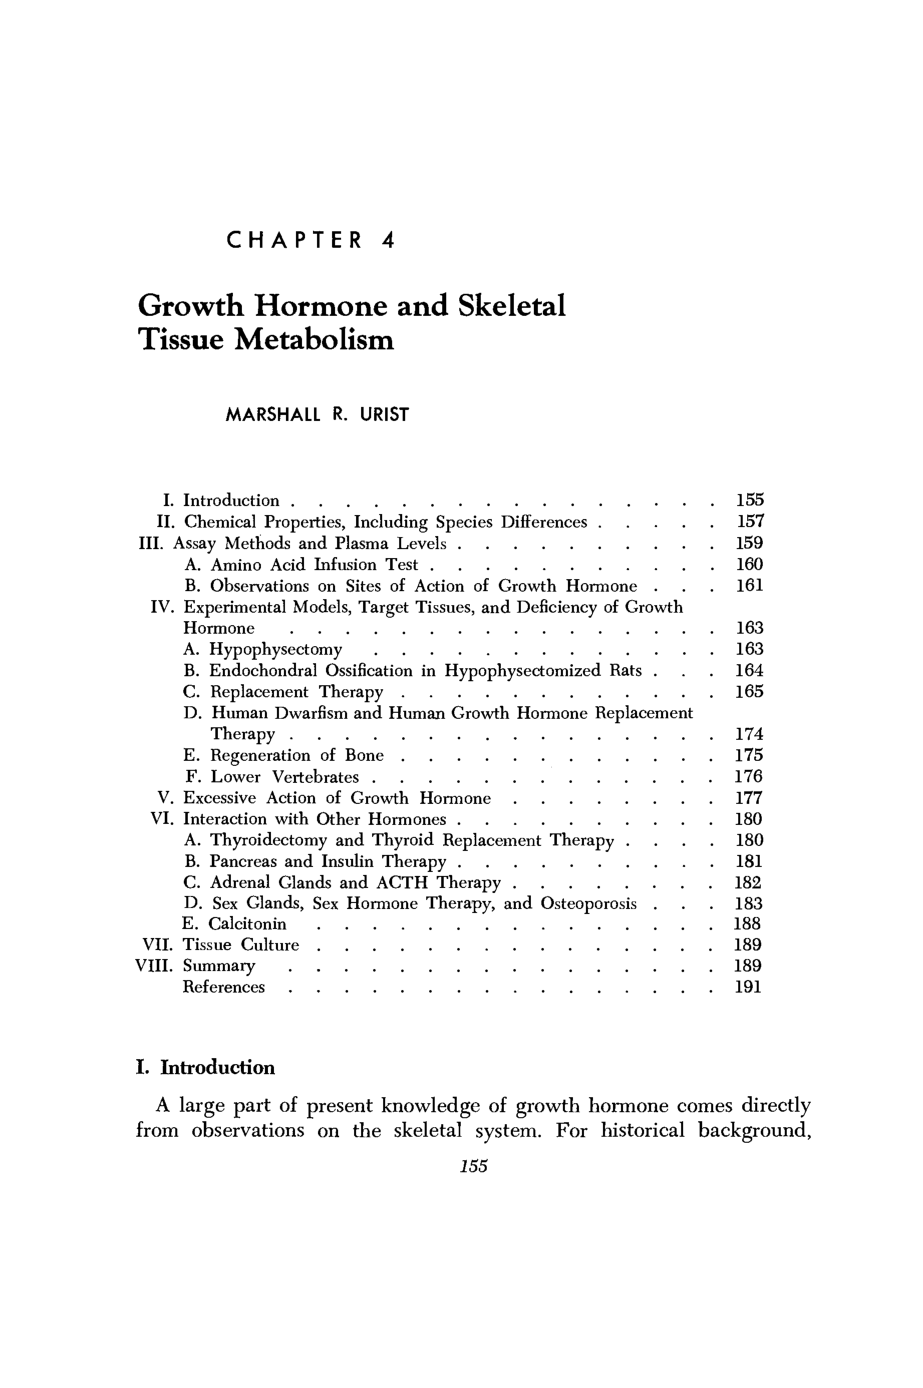 CHAPTER 4
Growth Hormone and Skeletal
Tissue Metabolism
MARSHALL R. URIST
I. Introduction . . . . . . . . . . . . . . . . 155
II. Chemical Properties, Including Species Differences . . . . . 157
III. Assay Methods and Plasma Levels . . . . . . . . . . 159
A. Amino Acid Infusion Test . . . . . . . . . . . 160
B. Observations on Sites of Action of Growth Hormone . . . 161
IV. Experimental Models, Target Tissues, and Deficiency of Growth
Hormone . . . . . . . . . . . . . . . . 163
A. Hypophysectomy . . . . . . . . . . . . . 163
B. Endochondral Ossification in Hypophysectomized Rats . . . 164
C. Replacement Therapy . . . . . . . . . . . . 165
D. Human Dwarfism and Human Growth Hormone Replacement
Therapy . . . . . . . . . . . . . . . . 174
E. Regeneration of Bone . . . . . . . . . . . . 175
F. Lower Vertebrates . . . . . . . . . . . . . 176
V. Excessive Action of Growth Hormone . . . . . . . . 177
VI. Interaction with Other Hormones . . . . . . . . . . 180
A. Thyroidectomy and Thyroid Replacement Therapy . . . . 180
B. Pancreas and Insulin Therapy . . . . . . . . . . 181
C. Adrenal Glands and ACTH Therapy . . . . . . . . 182
D. Sex Glands, Sex Hormone Therapy, and Osteoporosis . . . 183
E. Calcitonin . . . . . . . . . . . . . . . 188
VII. Tissue Culture . . . . . . . . . . . . . . . 189
VIII. Summary . . . . . . . . . . . . . . . . 189
References . . . . . . . . . . . . . . . . 191
I. Introduction
A large part of present knowledge of growth hormone comes directly
from observations on the skeletal system. For historical background,
155